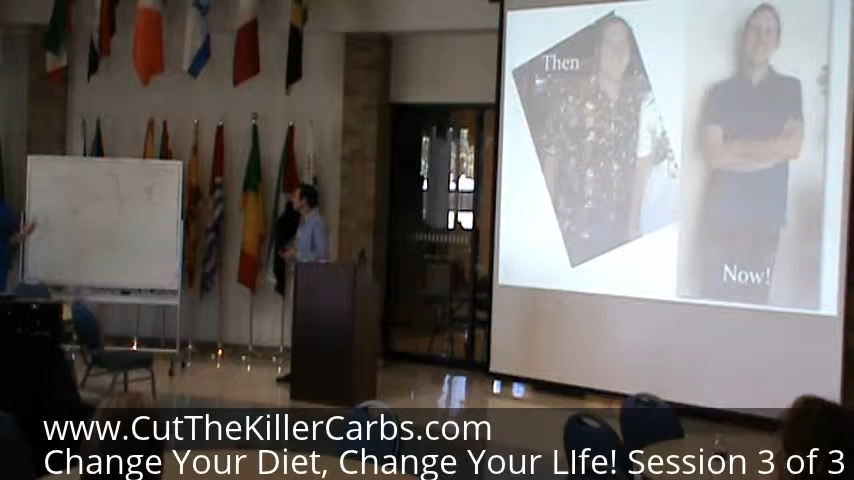 Then
Now!
www.CutTheKillerCarbs.com
Change Your Diet, Change Your LIfe! Session 3 of 3